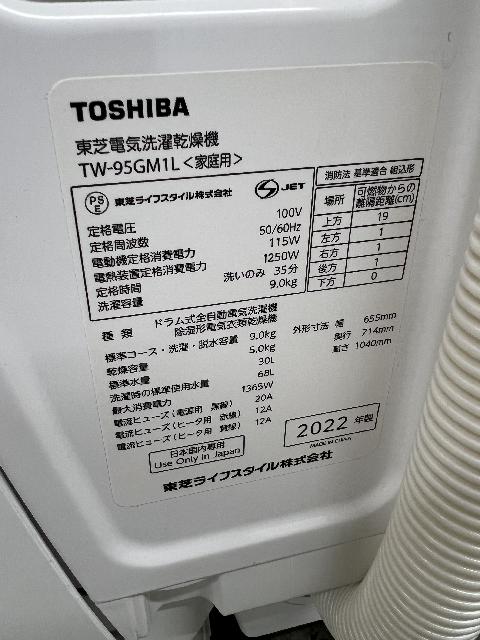 TOSHIBA
東芝電気洗濯乾燥機
TW-95GM1L<家庭用>
PS
E
東芝ライフスタイル株式会社
S JET
定格電圧 100V
定格周波数 50/60Hz
電動機定格消費電力 115W
電熱装置定格消費電力 1250W
定格時間 洗いのみ 35分
洗濯容量 9.0kg
消防法 基準適合 組込形
場所 可燃物からの離隔距離(cm)
上方 19
左方 1
右方 1
後方 1
下方 0
種類 ドラム式全自動電気洗濯機
除湿形電気衣類乾燥機
標準コース・洗濯・脱水容量 9.0kg
乾燥容量 5.0kg
標準水量 30L
洗濯時の標準使用水量 68L
最大消費電力 1365W
電流ヒューズ(電源用 黒線) 20A
電流ヒューズ(ヒータ用 赤線) 12A
電流ヒューズ(ヒータ用 黄線) 12A
外形寸法 幅 655mm
奥行 714mm
高さ 1040mm
日本国内専用
Use Only in Japan
2022 年製
MADE IN CHINA
東芝ライフスタイル株式会社